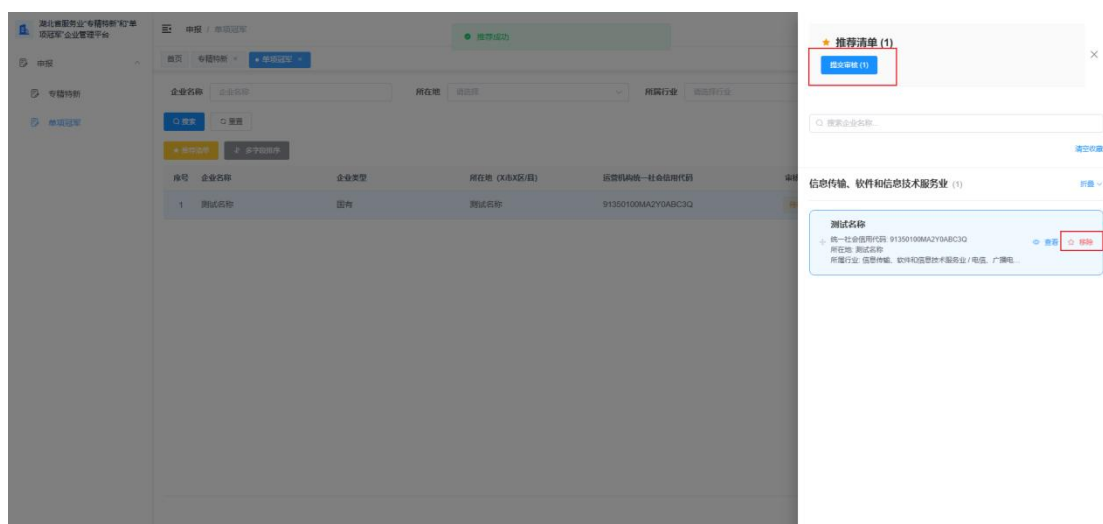 湖北省服务业“专精特新”和“单
项冠军”企业管理平台
申报
专精特新
单项冠军
申报 / 单项冠军
首页 专精特新 × 单项冠军 ×
推荐成功
企业名称 企业名称 所在地 请选择 所属行业 请选择行业
搜索 重置
推荐清单 多字段排序
序号 企业名称 企业类型 所在地 (X市X区/县) 运营机构统一社会信用代码
1 测试名称 国有 测试名称 91350100MA2Y0ABC3Q
推荐清单 (1)
提交审核 (1)
搜索企业名称...
清空收藏
信息传输、软件和信息技术服务业 (1) 折叠
测试名称
统一社会信用代码: 91350100MA2Y0ABC3Q
所在地: 测试名称
所属行业: 信息传输、软件和信息技术服务业 / 电信、广播电...
查看 移除